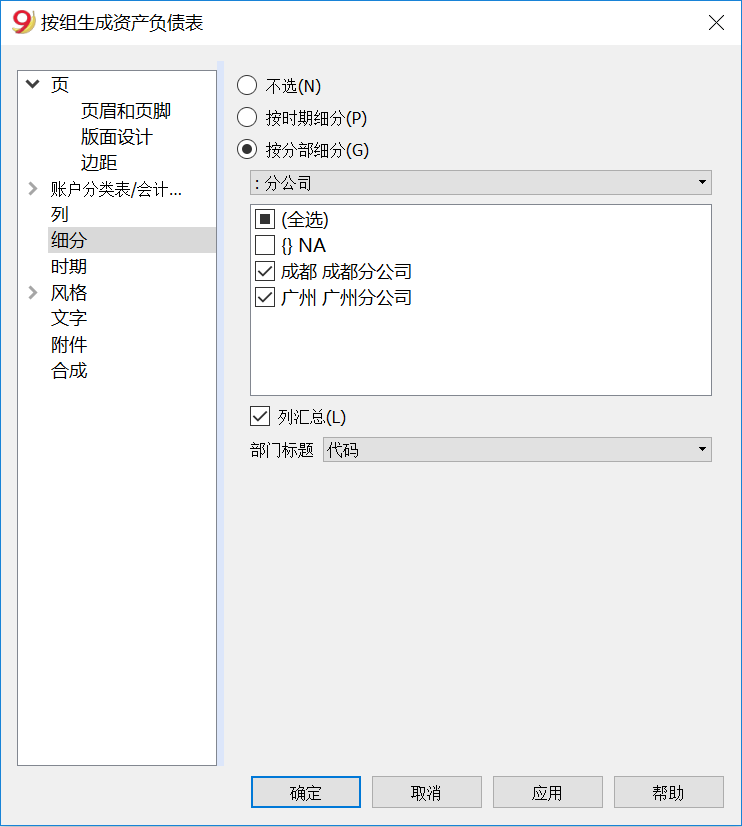 按组生成资产负债表
页
页眉和页脚
版面设计
边距
账户分类表/会计...
列
细分
时期
风格
文字
附件
合成
不选(N)
按时期细分(P)
按分部细分(G)
: 分公司
(全选)
{} NA
成都 成都分公司
广州 广州分公司
列汇总(L)
部门标题 代码
确定 取消 应用 帮助